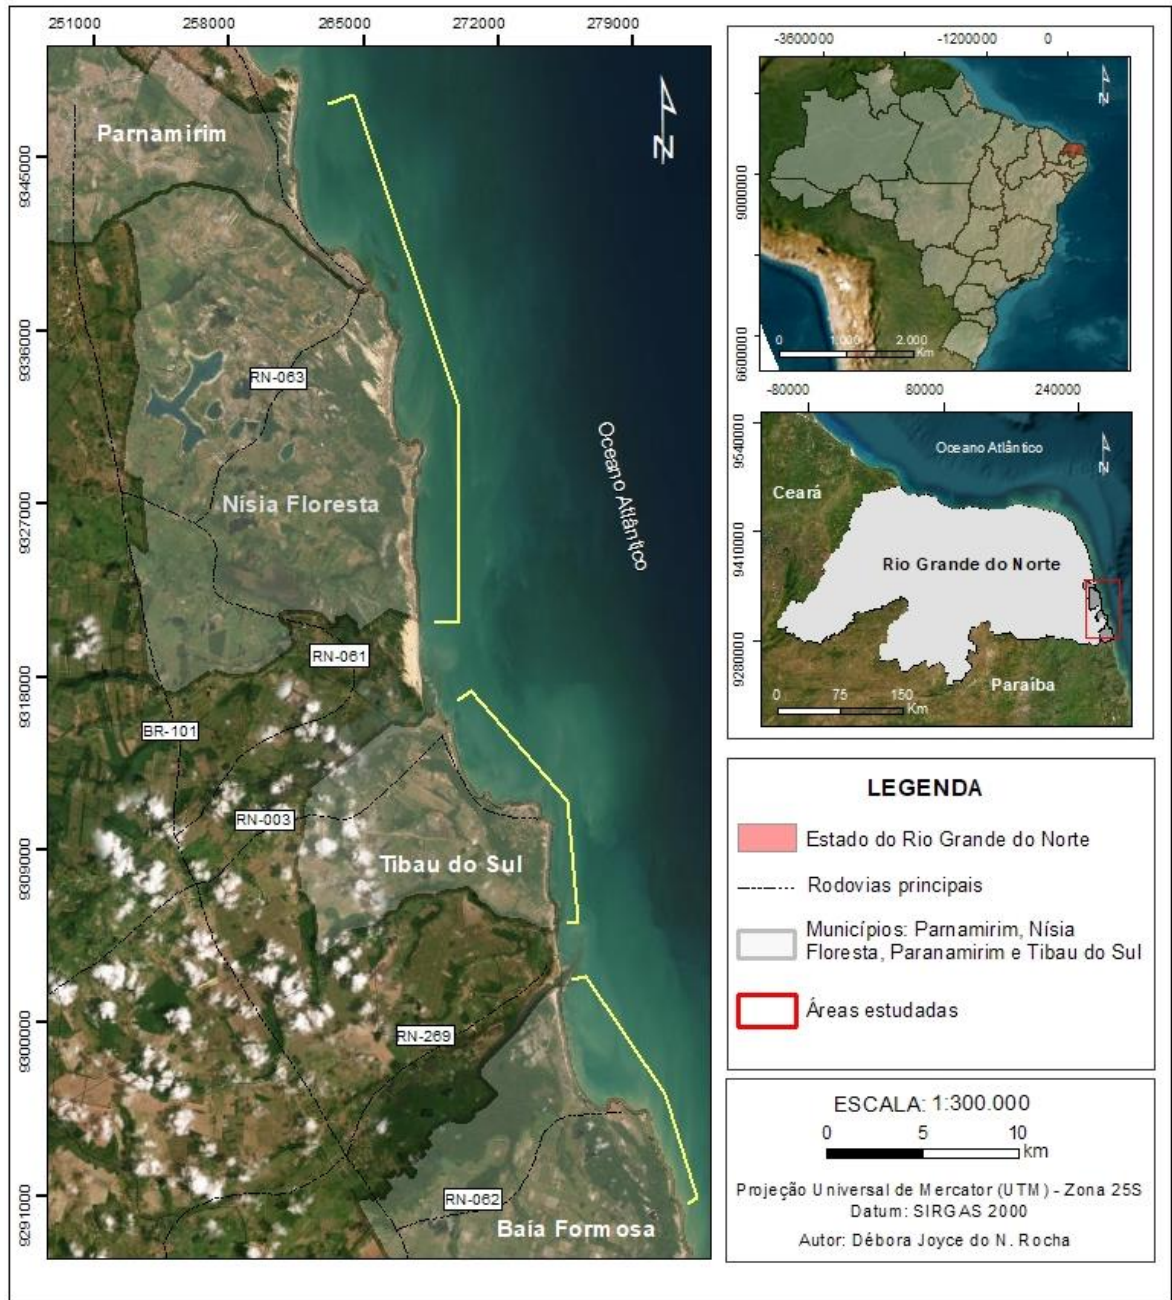 251000 258000 265000 272000 279000
9345000
9336000
9327000
9318000
9309000
9300000
9291000
Parnamirim
N
RN-063
Nísia Floresta
Oceano Atlântico
RN-061
BR-101
RN-003
Tibau do Sul
RN-269
RN-062
Baía Formosa
-3800000 -1200000 0
9000000
6600000
N
0 1.000 2.000
Km
-80000 80000 240000
9540000
9410000
9280000
Oceano Atlântico
N
Ceará
Rio Grande do Norte
Paraíba
0 75 150
Km
LEGENDA
Estado do Rio Grande do Norte
Rodovias principais
Municípios: Parnamirim, Nísia
Floresta, Paranamirim e Tibau do Sul
Áreas estudadas
ESCALA: 1:300.000
0 5 10
km
Projeção Universal de Mercator (UTM) - Zona 25S
Datum: SIRGAS 2000
Autor: Débora Joyce do N. Rocha